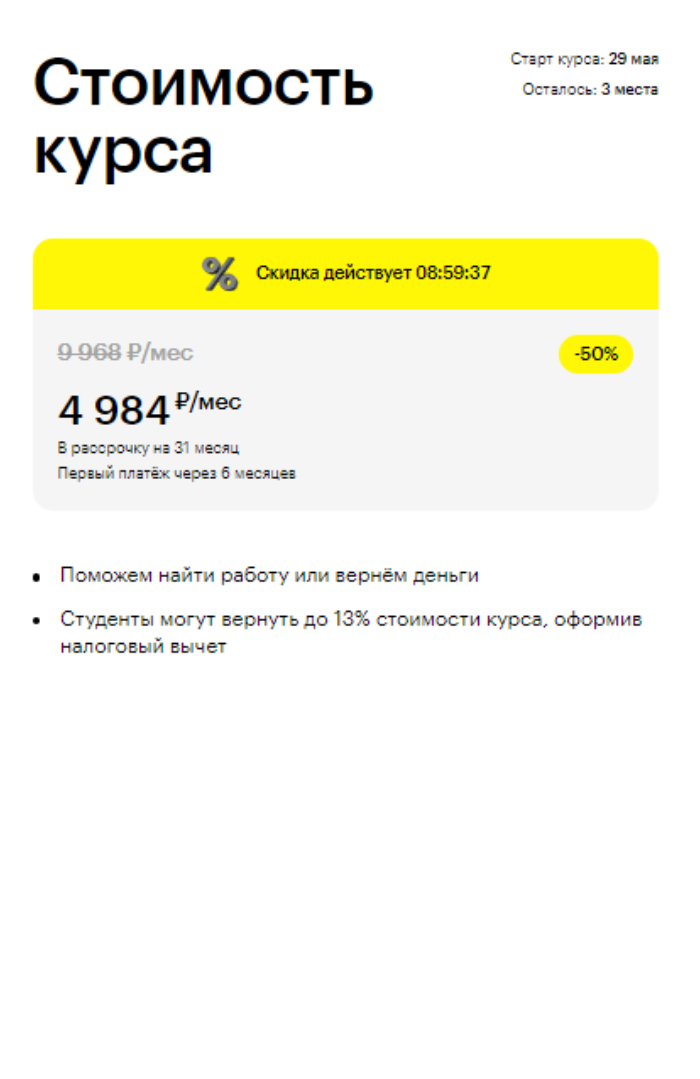 Стоимость
курса
Старт курса: 29 мая
Осталось: 3 места
Скидка действует 08:59:37
9 968 ₽/мес
-50%
4 984 ₽/мес
В рассрочку на 31 месяц
Первый платёж через 6 месяцев
• Поможем найти работу или вернём деньги
• Студенты могут вернуть до 13% стоимости курса, оформив
налоговый вычет